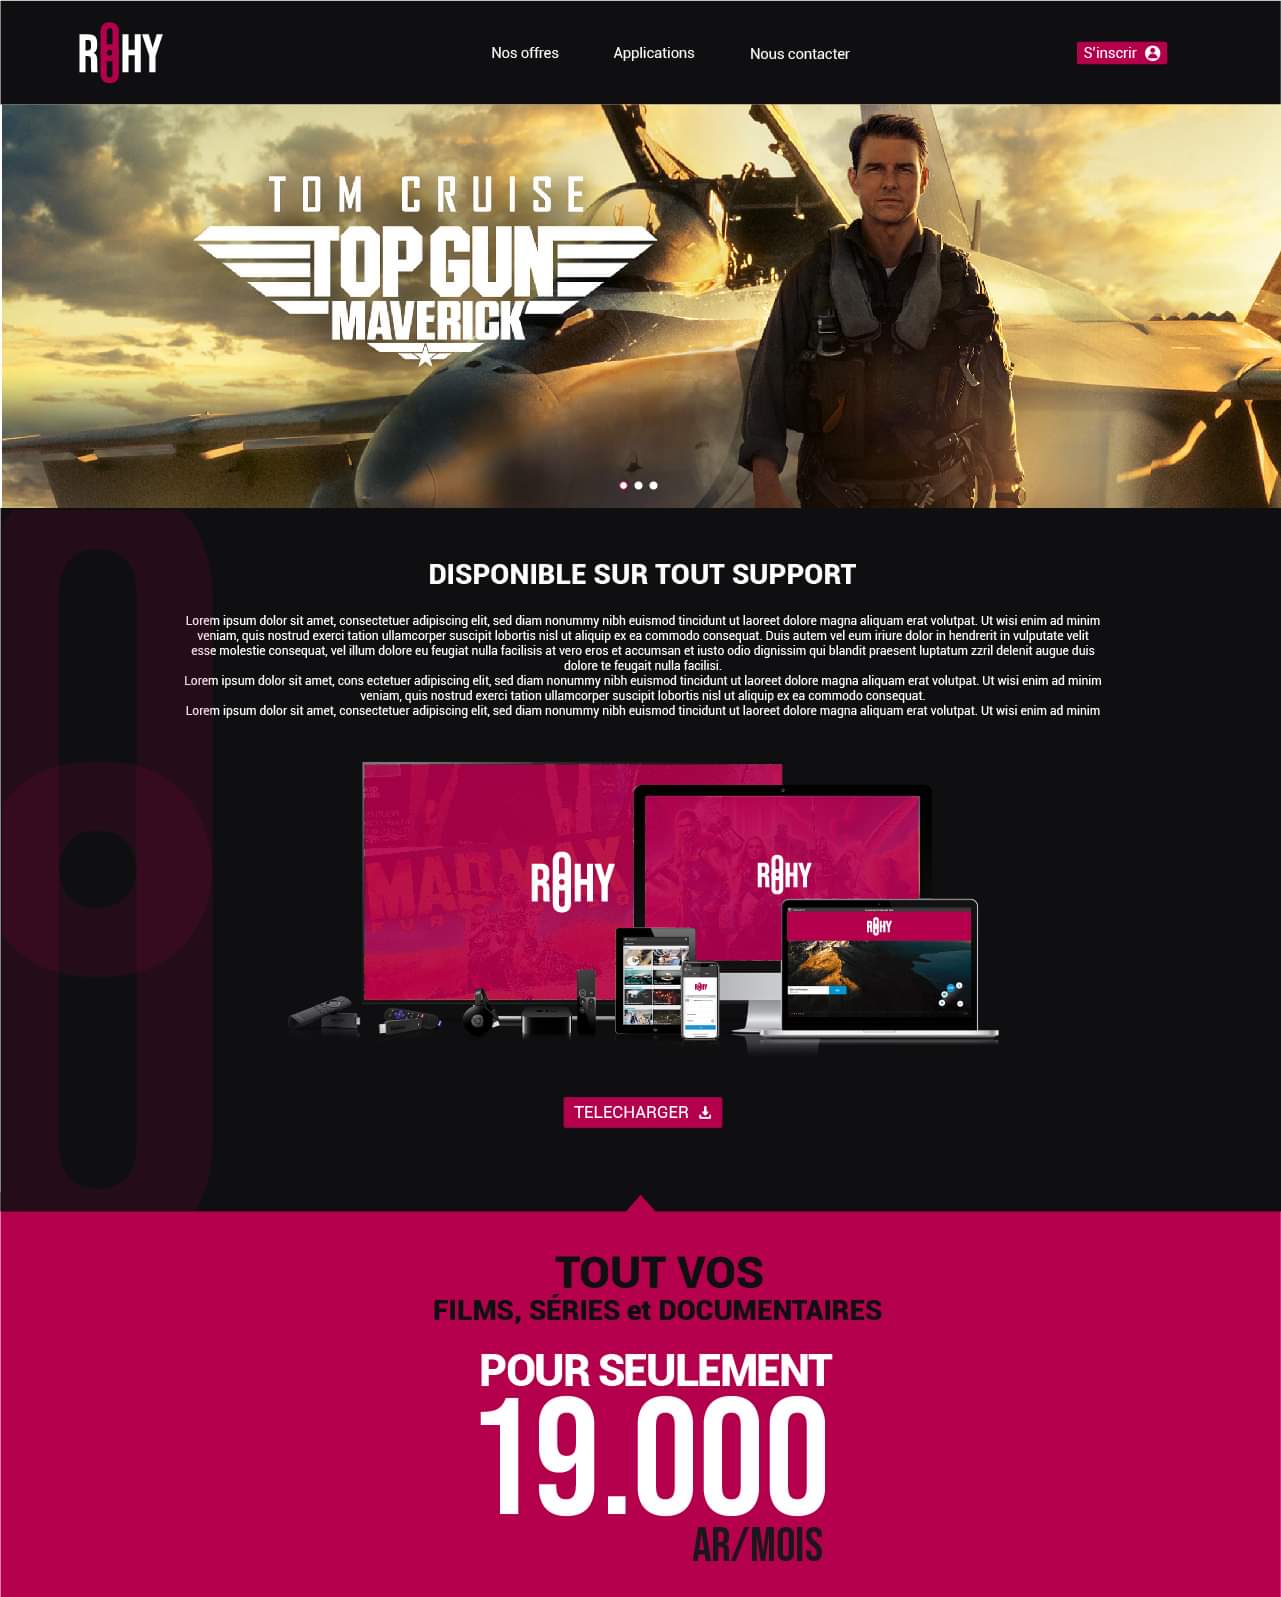 ROHY
Nos offres
Applications
Nous contacter
S'inscrir
TOM CRUISE
TOP GUN
MAVERICK
DISPONIBLE SUR TOUT SUPPORT
Lorem ipsum dolor sit amet, consectetuer adipiscing elit, sed diam nonummy nibh euismod tincidunt ut laoreet dolore magna aliquam erat volutpat. Ut wisi enim ad minim
veniam, quis nostrud exerci tation ullamcorper suscipit lobortis nisl ut aliquip ex ea commodo consequat. Duis autem vel eum iriure dolor in hendrerit in vulputate velit
esse molestie consequat, vel illum dolore eu feugiat nulla facilisis at vero eros et accumsan et iusto odio dignissim qui blandit praesent luptatum zzril delenit augue duis
dolore te feugait nulla facilisi.
Lorem ipsum dolor sit amet, cons ectetuer adipiscing elit, sed diam nonummy nibh euismod tincidunt ut laoreet dolore magna aliquam erat volutpat. Ut wisi enim ad minim
veniam, quis nostrud exerci tation ullamcorper suscipit lobortis nisl ut aliquip ex ea commodo consequat.
Lorem ipsum dolor sit amet, consectetuer adipiscing elit, sed diam nonummy nibh euismod tincidunt ut laoreet dolore magna aliquam erat volutpat. Ut wisi enim ad minim
MAD MAX
ROHY
ROHY
ROHY
ROHY
TELECHARGER
TOUT VOS
FILMS, SÉRIES et DOCUMENTAIRES
POUR SEULEMENT
19.000
AR/MOIS